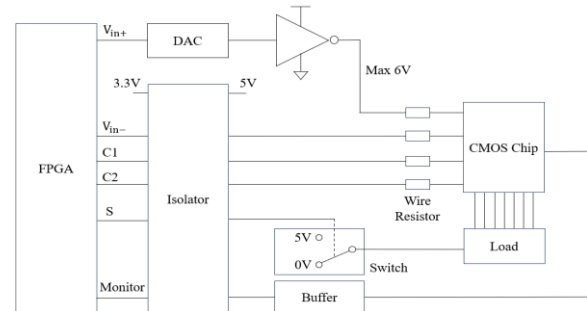 V_in+
DAC
Max 6V
3.3V
5V
V_in−
C1
C2
S
Monitor
FPGA
Isolator
CMOS Chip
Wire
Resistor
5V
0V
Switch
Load
Buffer